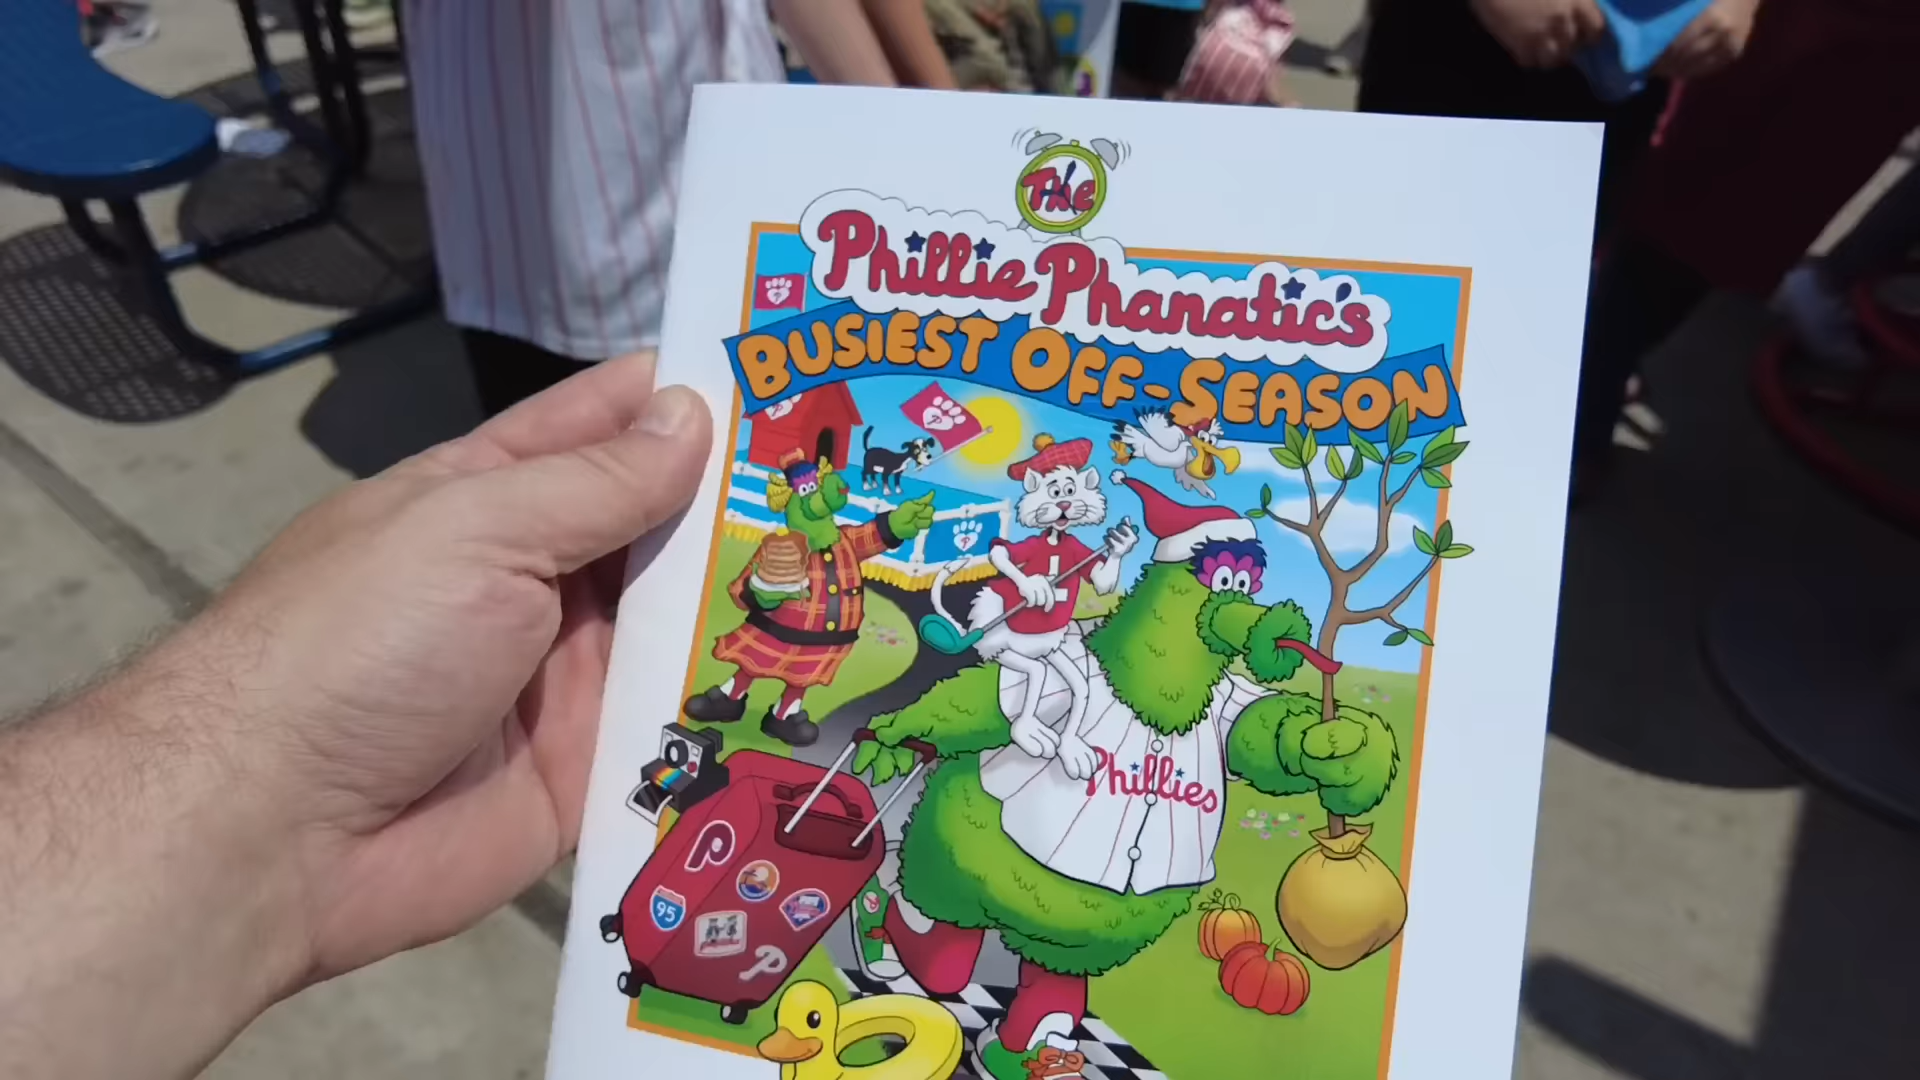 The
Phillie Phanatic's
BUSIEST OFF-SEASON
P
P
L
Phillies
P
95
P